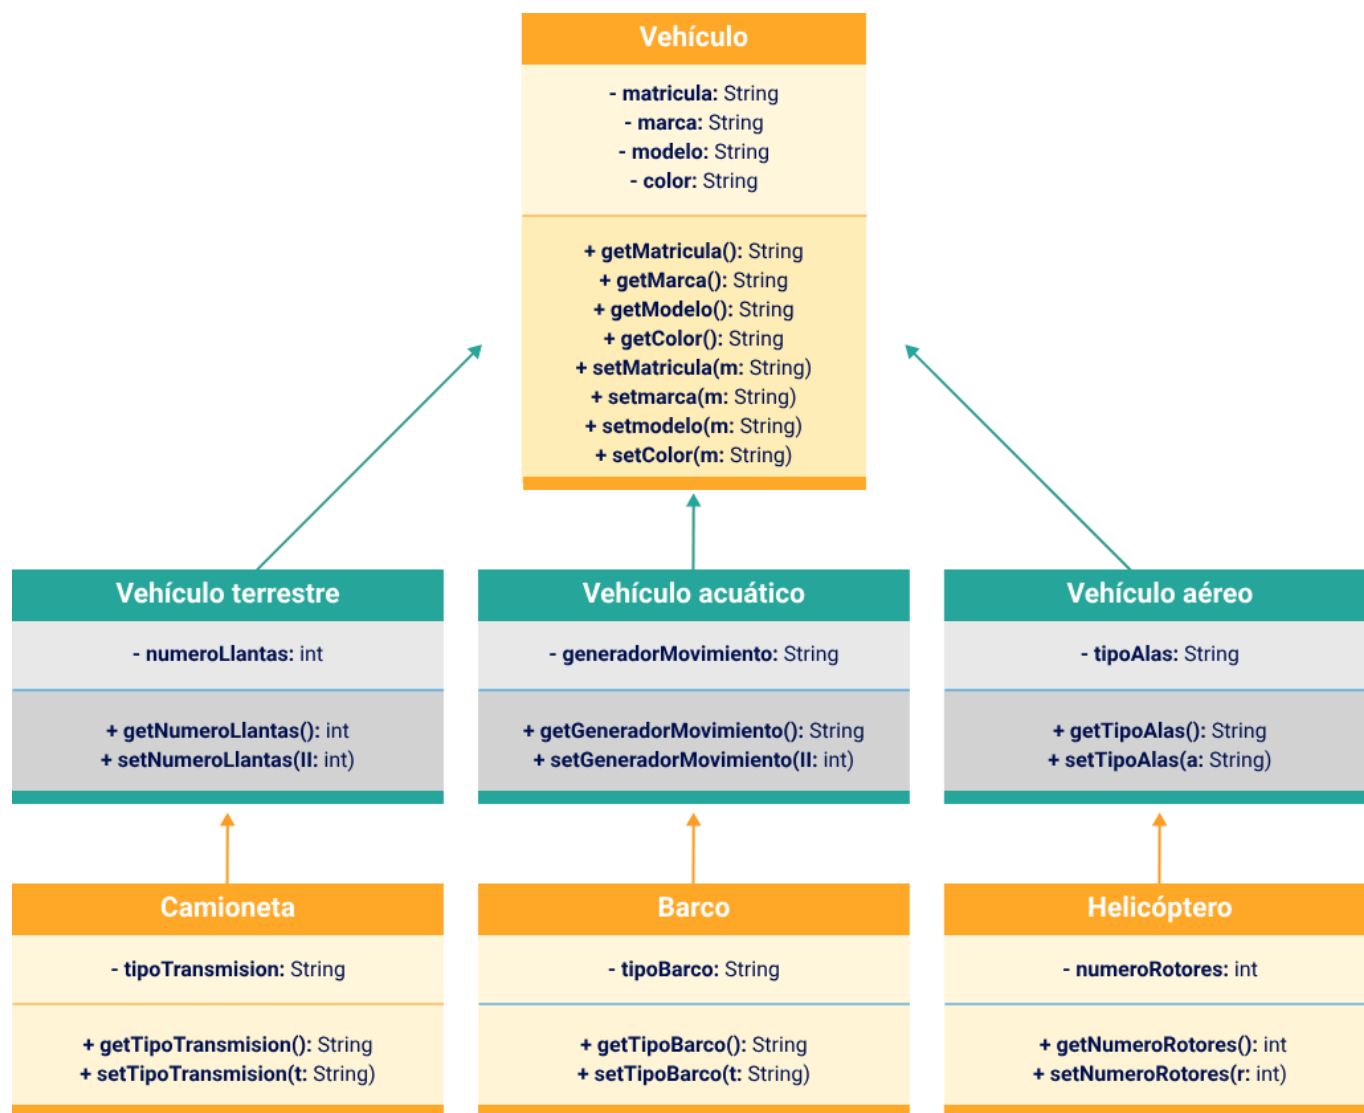 Vehículo
- matricula: String
- marca: String
- modelo: String
- color: String
+ getMatricula(): String
+ getMarca(): String
+ getModelo(): String
+ getColor(): String
+ setMatricula(m: String)
+ setmarca(m: String)
+ setmodelo(m: String)
+ setColor(m: String)
Vehículo terrestre
- numeroLlantas: int
+ getNumeroLlantas(): int
+ setNumeroLlantas(ll: int)
Vehículo acuático
- generadorMovimiento: String
+ getGeneradorMovimiento(): String
+ setGeneradorMovimiento(ll: int)
Vehículo aéreo
- tipoAlas: String
+ getTipoAlas(): String
+ setTipoAlas(a: String)
Camioneta
- tipoTransmision: String
+ getTipoTransmision(): String
+ setTipoTransmision(t: String)
Barco
- tipoBarco: String
+ getTipoBarco(): String
+ setTipoBarco(t: String)
Helicóptero
- numeroRotores: int
+ getNumeroRotores(): int
+ setNumeroRotores(r: int)